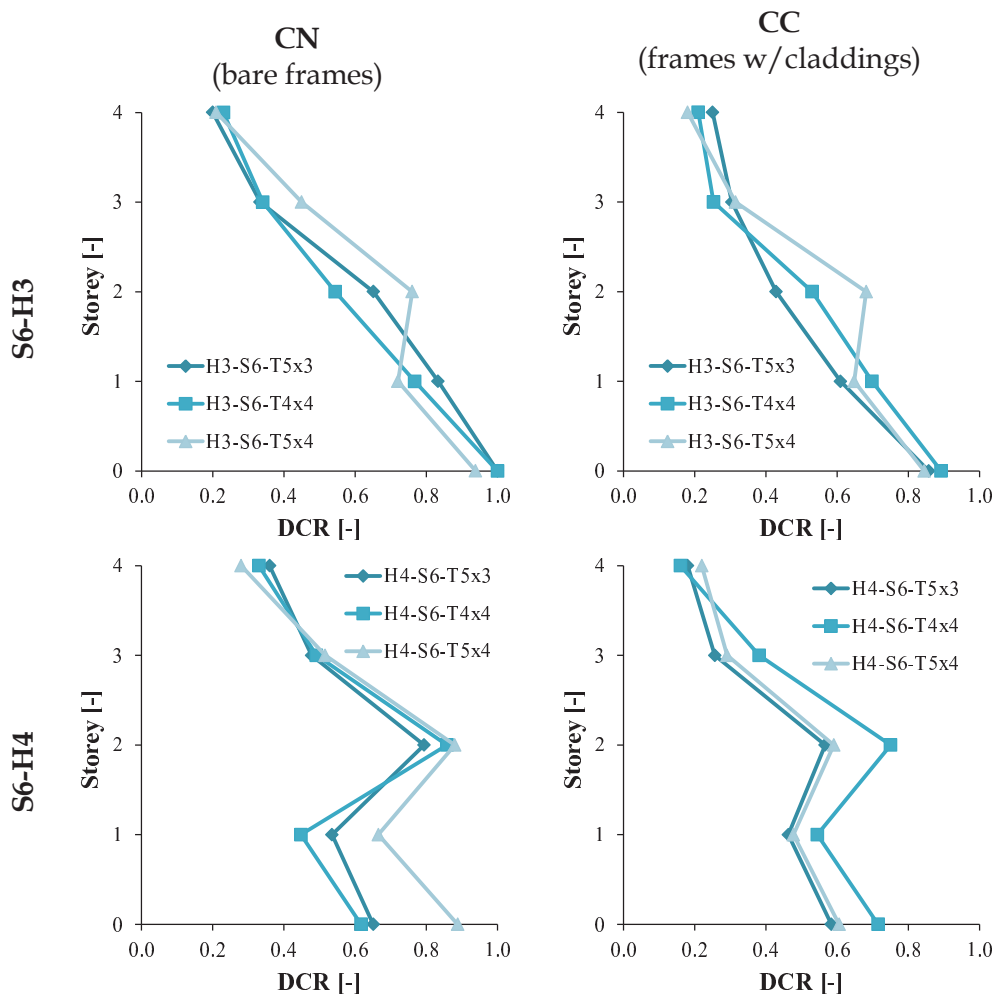 CN
(bare frames)
CC
(frames w/claddings)
S6-H3
Storey [-]
4
3
2
1
0
H3-S6-T5x3
H3-S6-T4x4
H3-S6-T5x4
0.0 0.2 0.4 0.6 0.8 1.0
DCR [-]
Storey [-]
4
3
2
1
0
H3-S6-T5x3
H3-S6-T4x4
H3-S6-T5x4
0.0 0.2 0.4 0.6 0.8 1.0
DCR [-]
S6-H4
Storey [-]
4
3
2
1
0
H4-S6-T5x3
H4-S6-T4x4
H4-S6-T5x4
0.0 0.2 0.4 0.6 0.8 1.0
DCR [-]
Storey [-]
4
3
2
1
0
H4-S6-T5x3
H4-S6-T4x4
H4-S6-T5x4
0.0 0.2 0.4 0.6 0.8 1.0
DCR [-]